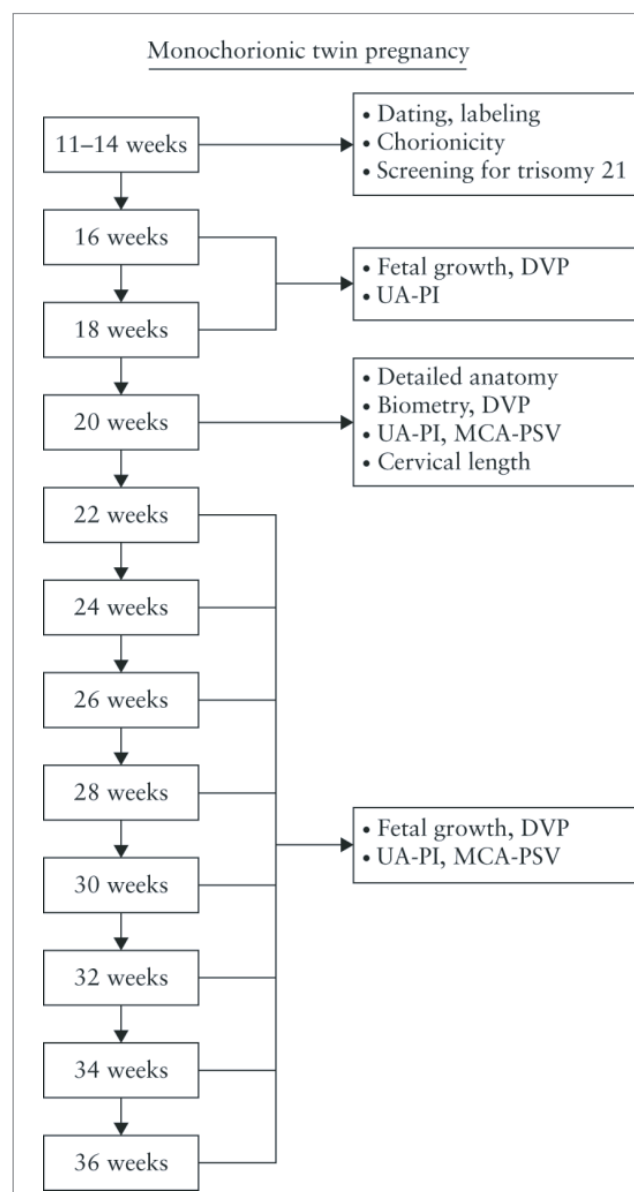 Monochorionic twin pregnancy
11–14 weeks
• Dating, labeling
• Chorionicity
• Screening for trisomy 21
16 weeks
18 weeks
• Fetal growth, DVP
• UA-PI
20 weeks
• Detailed anatomy
• Biometry, DVP
• UA-PI, MCA-PSV
• Cervical length
22 weeks
24 weeks
26 weeks
28 weeks
30 weeks
32 weeks
34 weeks
36 weeks
• Fetal growth, DVP
• UA-PI, MCA-PSV